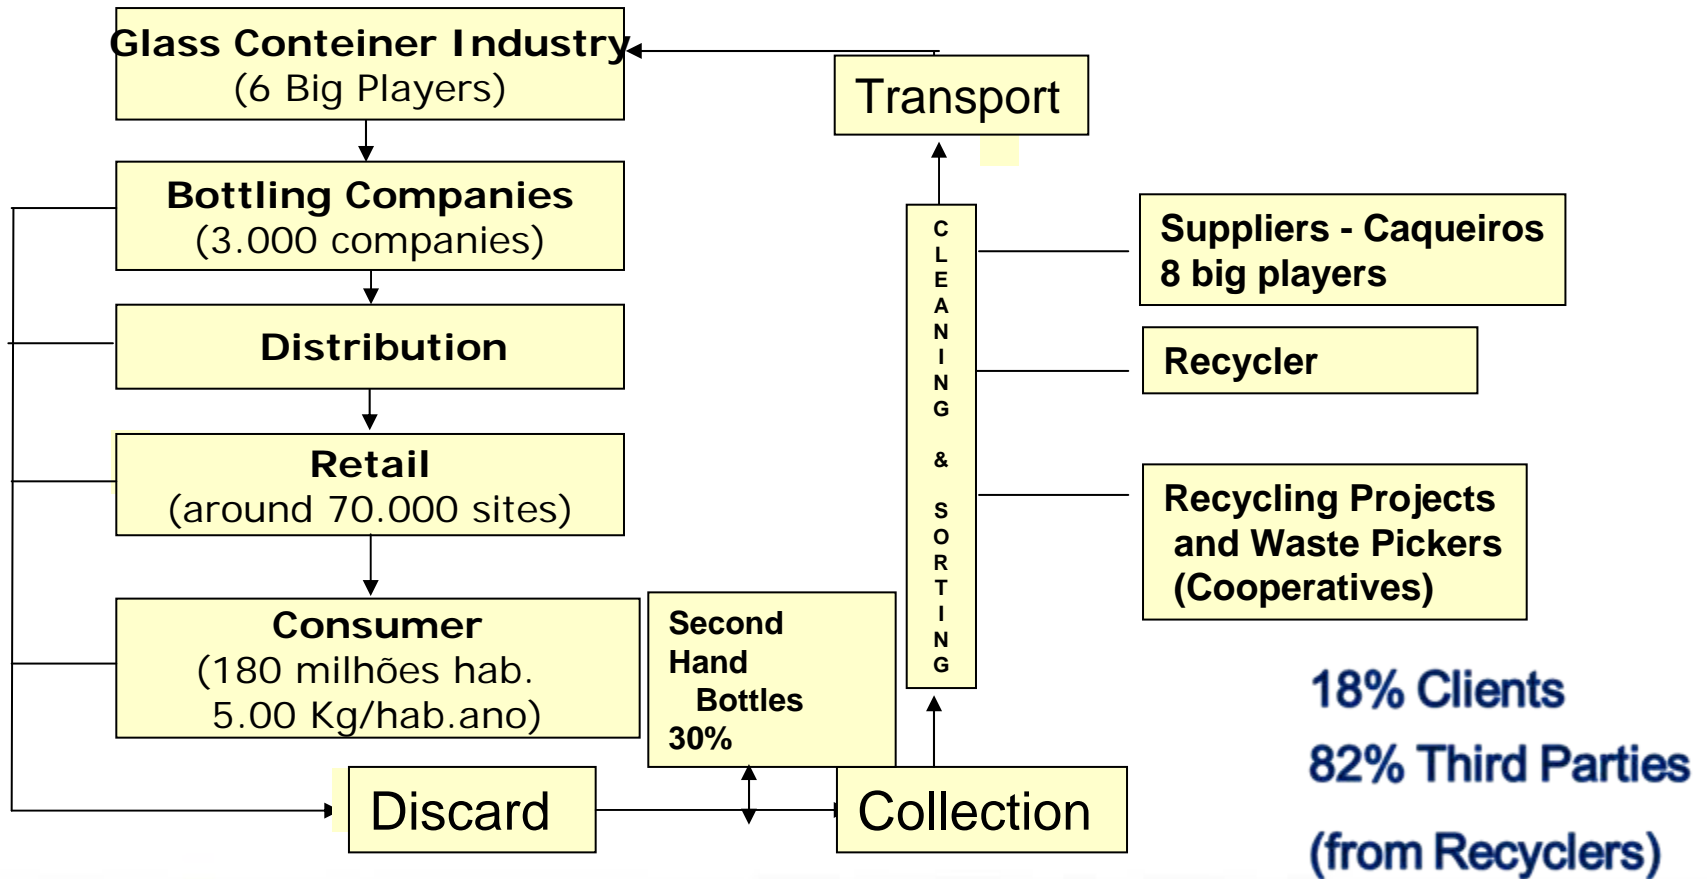 Glass Conteiner Industry
(6 Big Players)
Transport
Bottling Companies
(3.000 companies)
Distribution
Retail
(around 70.000 sites)
Consumer
(180 milhões hab.
5.00 Kg/hab.ano)
Second
Hand
Bottles
30%
Discard
Collection
CLEANING & SORTING
Suppliers - Caqueiros
8 big players
Recycler
Recycling Projects
and Waste Pickers
(Cooperatives)
18% Clients
82% Third Parties
(from Recyclers)